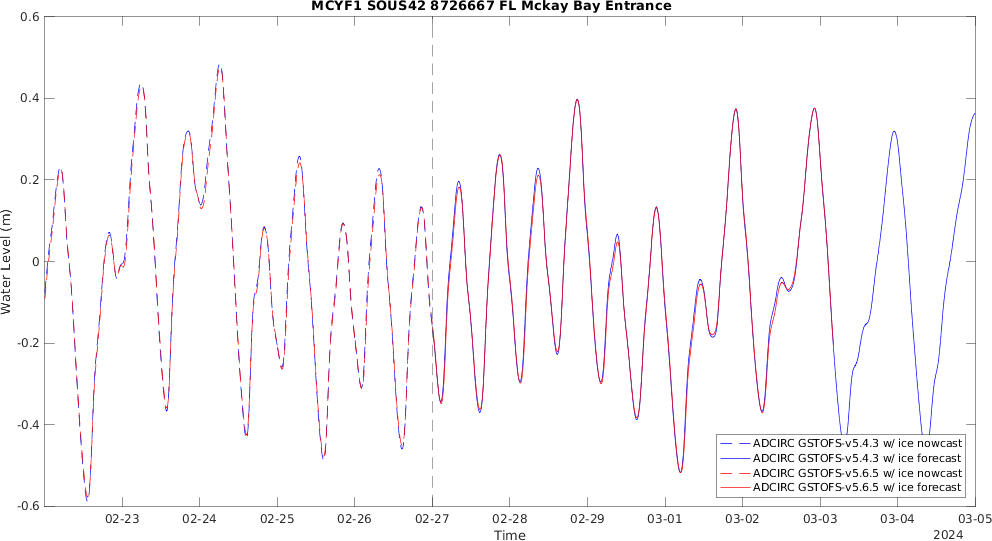 MCYF1 SOUS42 8726667 FL Mckay Bay Entrance
0.6
0.4
0.2
0
-0.2
-0.4
-0.6
Water Level (m)
02-23 02-24 02-25 02-26 02-27 02-28 02-29 03-01 03-02 03-03 03-04 03-05
Time
2024
ADCIRC GSTOFS-v5.4.3 w/ ice nowcast
ADCIRC GSTOFS-v5.4.3 w/ ice forecast
ADCIRC GSTOFS-v5.6.5 w/ ice nowcast
ADCIRC GSTOFS-v5.6.5 w/ ice forecast